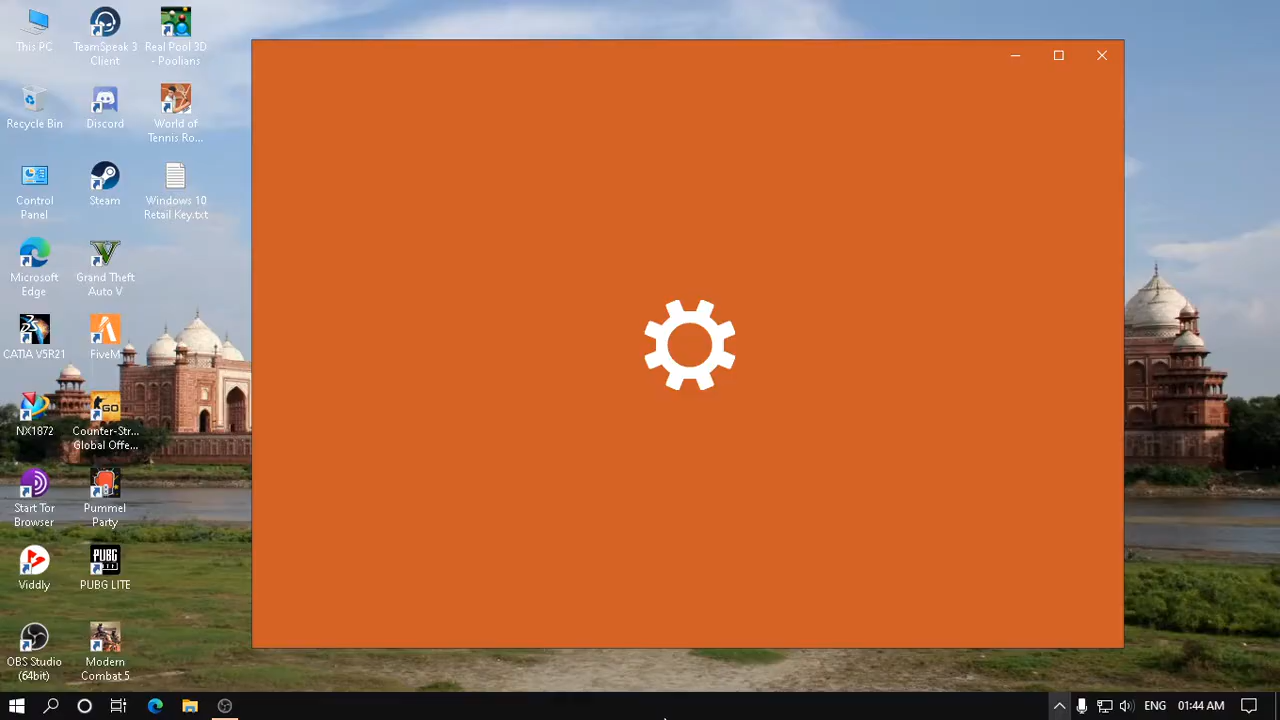 This PC
TeamSpeak 3
Client
Real Pool 3D
- Poolians
Recycle Bin
Discord
World of
Tennis Ro...
Control
Panel
Steam
Windows 10
Retail Key.txt
Microsoft
Edge
Grand Theft
Auto V
CATIA V5R21
FiveM
NX1872
GO
Counter-Str...
Global Offe...
Start Tor
Browser
Pummel
Party
Viddly
PUBG
PUBG LITE
OBS Studio
(64bit)
Modern
Combat 5
ENG
01:44 AM